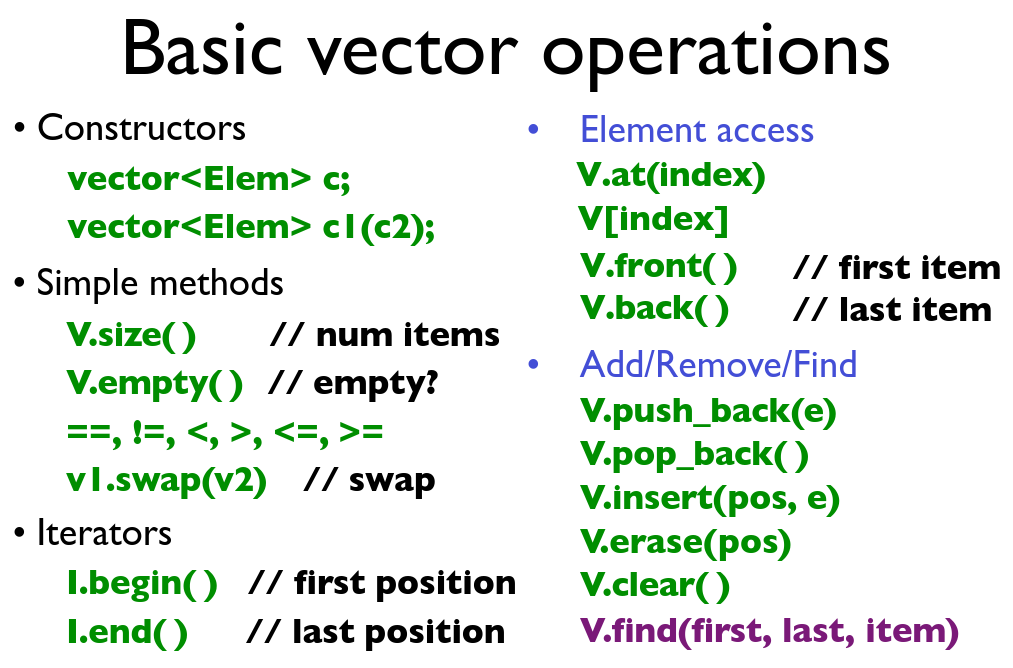 Basic vector operations
• Constructors
vector<Elem> c;
vector<Elem> c1(c2);
• Simple methods
V.size( ) // num items
V.empty( ) // empty?
==, !=, <, >, <=, >=
v1.swap(v2) // swap
• Iterators
I.begin( ) // first position
I.end( ) // last position
• Element access
V.at(index)
V[index]
V.front( ) // first item
V.back( ) // last item
• Add/Remove/Find
V.push_back(e)
V.pop_back( )
V.insert(pos, e)
V.erase(pos)
V.clear( )
V.find(first, last, item)